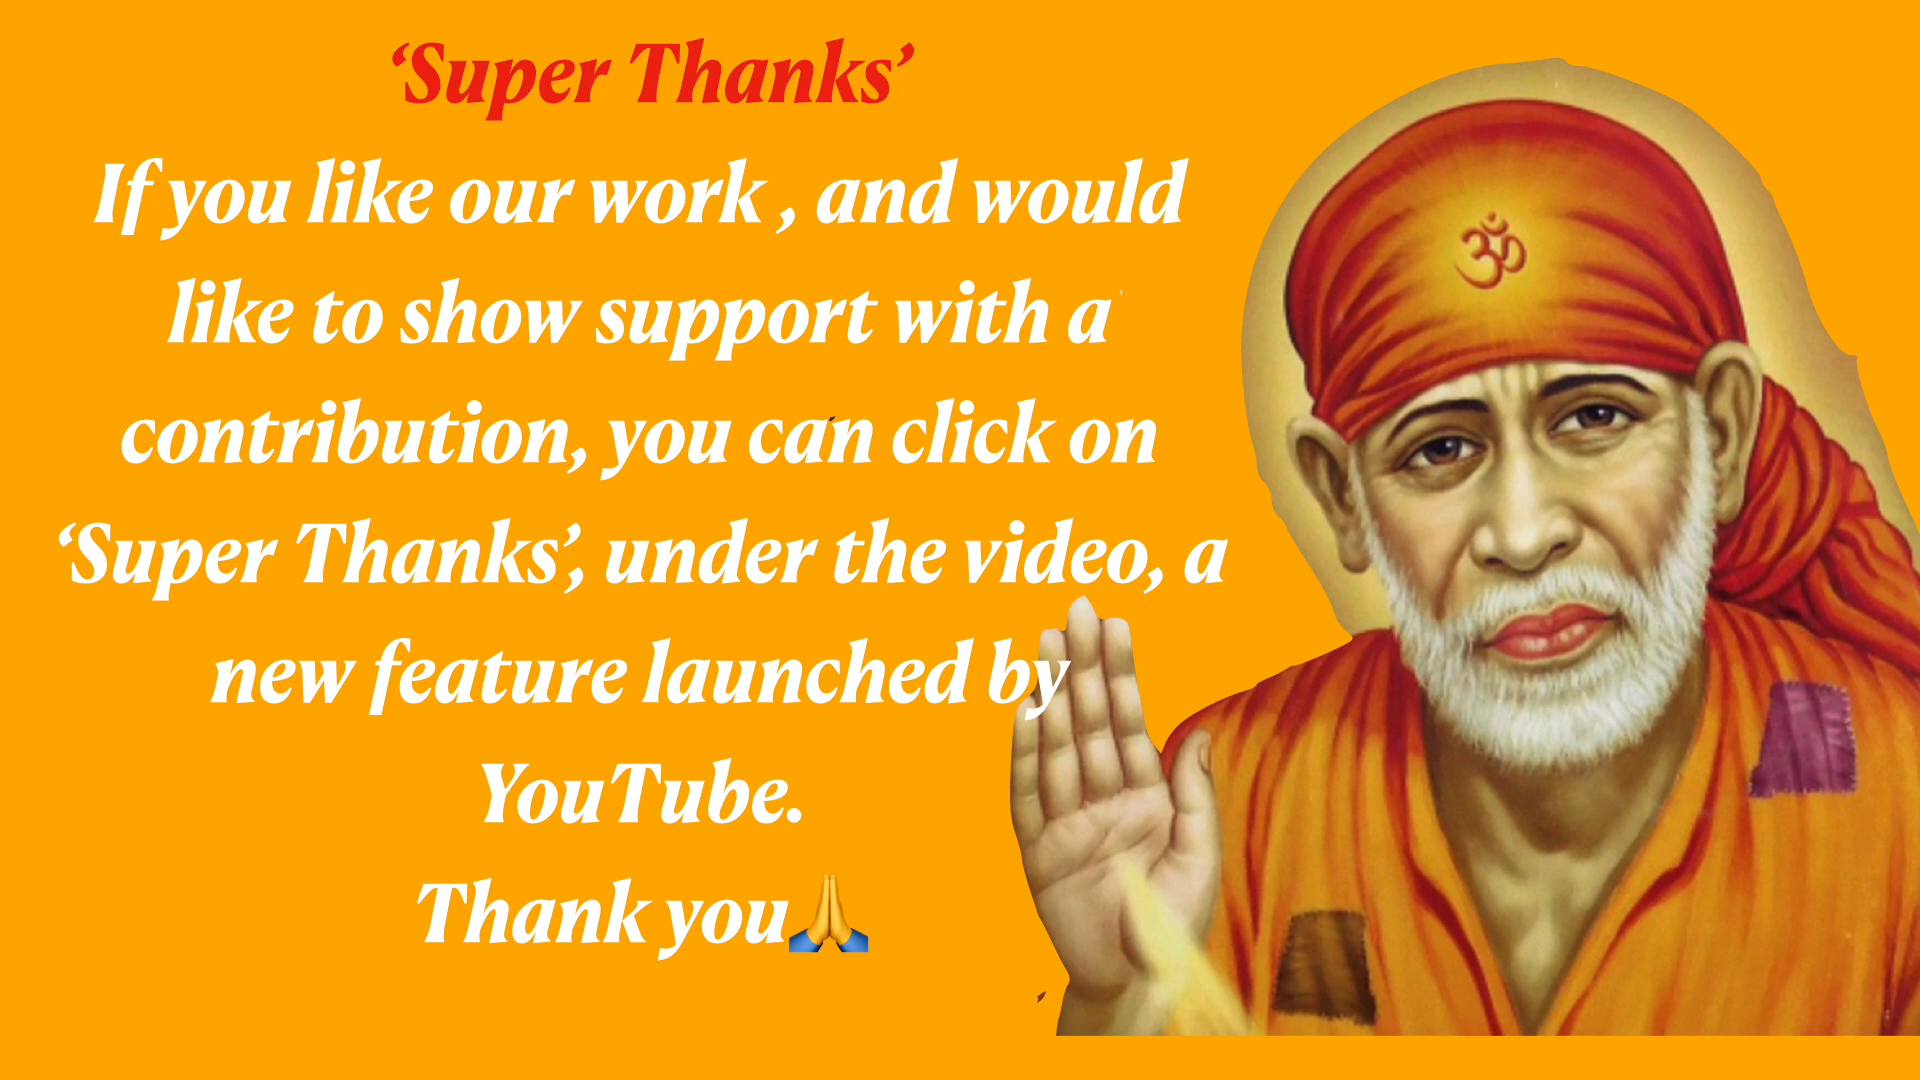 ‘Super Thanks’
If you like our work , and would
like to show support with a
contribution, you can click on
‘Super Thanks’, under the video, a
new feature launched by
YouTube.
Thank you🙏
ॐ